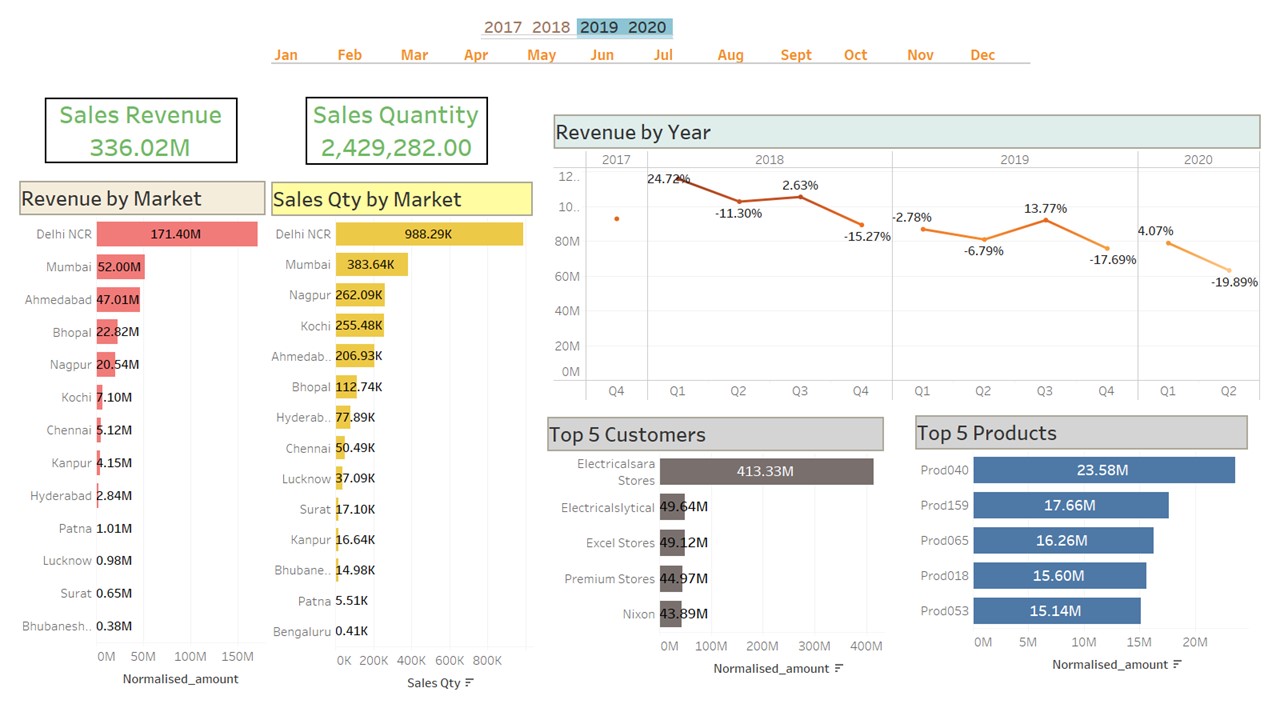 2017 2018 2019 2020
Jan Feb Mar Apr May Jun Jul Aug Sept Oct Nov Dec
Sales Revenue
336.02M
Sales Quantity
2,429,282.00
Revenue by Market
Delhi NCR 171.40M
Mumbai 52.00M
Ahmedabad 47.01M
Bhopal 22.82M
Nagpur 20.54M
Kochi 7.10M
Chennai 5.12M
Kanpur 4.15M
Hyderabad 2.84M
Patna 1.01M
Lucknow 0.98M
Surat 0.65M
Bhubanesh.. 0.38M
0M 50M 100M 150M
Normalised_amount
Sales Qty by Market
Delhi NCR 988.29K
Mumbai 383.64K
Nagpur 262.09K
Kochi 255.48K
Ahmedab.. 206.93K
Bhopal 112.74K
Hyderab.. 77.89K
Chennai 50.49K
Lucknow 37.09K
Surat 17.10K
Kanpur 16.64K
Bhubane.. 14.98K
Patna 5.51K
Bengaluru 0.41K
0K 200K 400K 600K 800K
Sales Qty
Revenue by Year
2017 2018 2019 2020
12..
10..
80M
60M
40M
20M
0M
24.72%
-11.30%
2.63%
-15.27%
-2.78%
-6.79%
13.77%
-17.69%
4.07%
-19.89%
Q4 Q1 Q2 Q3 Q4 Q1 Q2 Q3 Q4 Q1 Q2
Top 5 Customers
Electricalsara
Stores
413.33M
Electricalslytical 49.64M
Excel Stores 49.12M
Premium Stores 44.97M
Nixon 43.89M
0M 100M 200M 300M 400M
Normalised_amount
Top 5 Products
Prod040 23.58M
Prod159 17.66M
Prod065 16.26M
Prod018 15.60M
Prod053 15.14M
0M 5M 10M 15M 20M
Normalised_amount